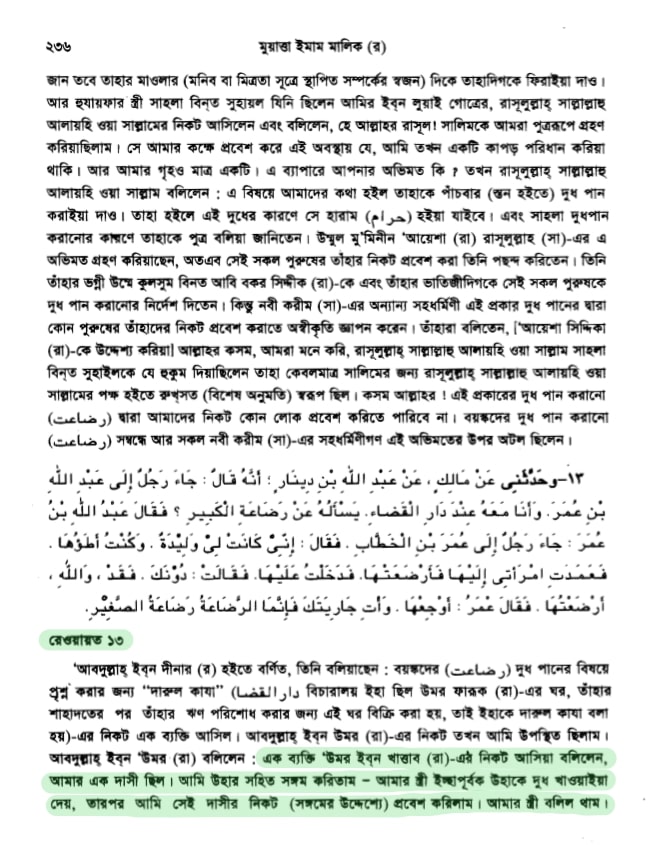 ২৩৬ মুয়াত্তা ইমাম মালিক (র)
জান তবে তাহার মাওলার (মনিব বা মিত্রতা সূত্রে স্থাপিত সম্পর্কের স্বজন) দিকে তাহাদিগকে ফিরাইয়া দাও।
আর হুযায়ফার স্ত্রী সাহলা বিন্‌ত সুহায়ল যিনি ছিলেন আমির ইব্‌ন লুয়াই গোত্রের, রাসূলুল্লাহ্ সাল্লাল্লাহু
আলায়হি ওয়া সাল্লামের নিকট আসিলেন এবং বলিলেন, হে আল্লাহর রাসূল! সালিমকে আমরা পুত্ররূপে গ্রহণ
করিয়াছিলাম। সে আমার কক্ষে প্রবেশ করে এই অবস্থায় যে, আমি তখন একটি কাপড় পরিধান করিয়া
থাকি। আর আমার গৃহও মাত্র একটি। এ ব্যাপারে আপনার অভিমত কি ? তখন রাসূলুল্লাহ্ সাল্লাল্লাহু
আলায়হি ওয়া সাল্লাম বলিলেন : এ বিষয়ে আমাদের কথা হইল তাহাকে পাঁচবার (স্তন হইতে) দুধ পান
করাইয়া দাও। তাহা হইলে এই দুধের কারণে সে হারাম (حرام) হইয়া যাইবে। এবং সাহলা দুধপান
করানোর কারণে তাহাকে পুত্র বলিয়া জানিতেন। উম্মুল মু'মিনীন 'আয়েশা (রা) রাসূলুল্লাহ্ (সা)-এর এ
অভিমত গ্রহণ করিয়াছেন, অতএব সেই সকল পুরুষের তাঁহার নিকট প্রবেশ করা তিনি পছন্দ করিতেন। তিনি
তাঁহার ভগ্নী উম্মে কুলসুম বিনত আবি বকর সিদ্দীক (রা)-কে এবং তাঁহার ভাতিজীদিগকে সেই সকল পুরুষকে
দুধ পান করানোর নির্দেশ দিতেন। কিন্তু নবী করীম (সা)-এর অন্যান্য সহধর্মিণী এই প্রকার দুধ পানের দ্বারা
কোন পুরুষের তাঁহাদের নিকট প্রবেশ করাতে অস্বীকৃতি জ্ঞাপন করেন। তাঁহারা বলিতেন, ['আয়েশা সিদ্দিকা
(রা)-কে উদ্দেশ্য করিয়া] আল্লাহর কসম, আমরা মনে করি, রাসূলুল্লাহ্ সাল্লাল্লাহু আলায়হি ওয়া সাল্লাম সাহলা
বিন্‌ত সুহাইলকে যে হুকুম দিয়াছিলেন তাহা কেবলমাত্র সালিমের জন্য রাসূলুল্লাহ্ সাল্লাল্লাহু আলায়হি ওয়া
সাল্লামের পক্ষ হইতে রুখ্‌সত (বিশেষ অনুমতি) স্বরূপ ছিল। কসম আল্লাহর ! এই প্রকারের দুধ পান করানো
(رضاعت) দ্বারা আমাদের নিকট কোন লোক প্রবেশ করিতে পারিবে না। বয়স্কদের দুধ পান করানো
(رضاعت) সম্বন্ধে আর সকল নবী করীম (সা)-এর সহধর্মিণীগণ এই অভিমতের উপর অটল ছিলেন।
١٣-وحَدَّثَنِي عَنْ مَالِكٍ ، عَنْ عَبْدِ اللهِ بْنِ دِينَارٍ ؛ أَنَّهُ قَالَ : جَاءَ رَجُلٌ إِلَى عَبْدِ اللهِ
بْنِ عُمَرَ. وَأَنَا مَعَهُ عِنْدَ دَارِ الْقَضَاءِ. يَسْأَلُهُ عَنْ رَضَاعَةِ الْكَبِيرِ ؟ فَقَالَ عَبْدُ اللهِ بْنُ
عُمَرَ : جَاءَ رَجُلٌ إِلَى عُمَرَ بْنِ الْخَطَّابِ . فَقَالَ : إِنِّيْ كَانَتْ لِيْ وَلِيْدَةٌ . وَكُنْتُ أَطَؤُهَا .
فَعَمَدَتِ امْرَأَتِي إِلَيْهَا فَأَرْضَعَتْهَا. فَدَخَلْتُ عَلَيْهَا. فَقَالَتْ : دُوْنَكَ . فَقَدْ ، وَاللهِ ،
أَرْضَعْتُهَا . فَقَالَ عُمَرُ : أَوْجِعْهَا . وَأْتِ جَارِيَتَكَ فَإِنَّمَا الرَّضَاعَةُ رَضَاعَةُ الصَّغِيْرِ.
রেওয়ায়ত ১৩
'আবদুল্লাহ্ ইব্‌ন দীনার (র) হইতে বর্ণিত, তিনি বলিয়াছেন : বয়স্কদের (رضاعت) দুধ পানের বিষয়ে
প্রশ্ন করার জন্য “দারুল কাযা” (دار القضا বিচারালয় ইহা ছিল উমর ফারূক (রা)-এর ঘর, তাঁহার
শাহাদতের পর তাঁহার ঋণ পরিশোধ করার জন্য এই ঘর বিক্রি করা হয়, তাই ইহাকে দারুল কাযা বলা
হয়)-এর নিকট এক ব্যক্তি আসিল। আবদুল্লাহ্ ইব্‌ন উমর (রা)-এর নিকট তখন আমি উপস্থিত ছিলাম।
আবদুল্লাহ্ ইব্‌ন 'উমর (রা) বলিলেন : এক ব্যক্তি 'উমর ইব্‌ন খাত্তাব (রা)-এর নিকট আসিয়া বলিলেন,
আমার এক দাসী ছিল। আমি উহার সহিত সঙ্গম করিতাম – আমার স্ত্রী ইচ্ছাপূর্বক উহাকে দুধ খাওয়াইয়া
দেয়, তারপর আমি সেই দাসীর নিকট (সঙ্গমের উদ্দেশ্যে) প্রবেশ করিলাম। আমার স্ত্রী বলিল থাম।